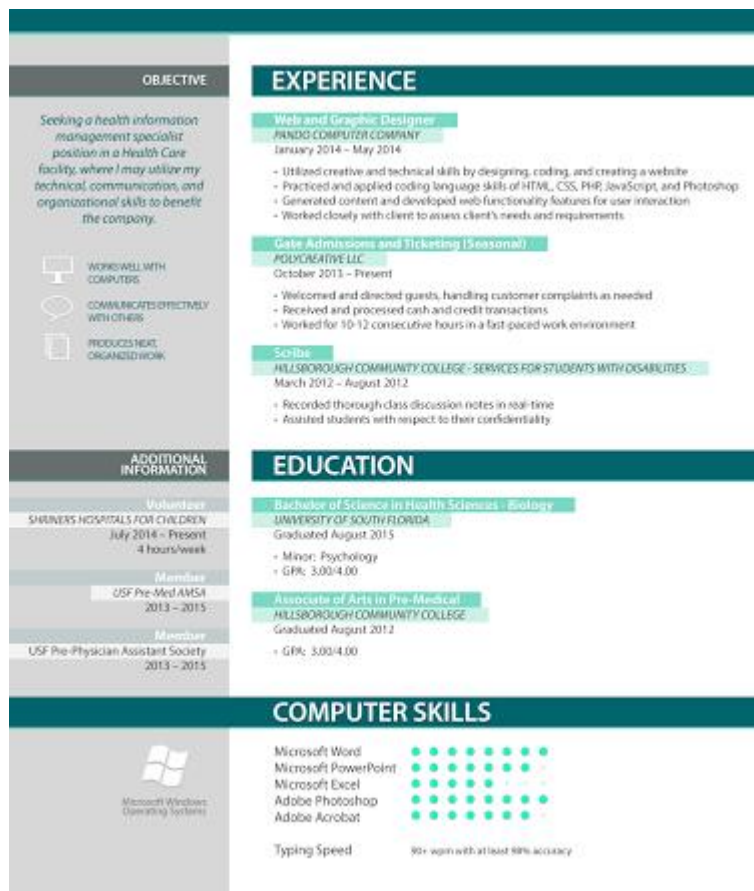 OBJECTIVE
Seeking a health information
management specialist
position in a Health Care
facility, where I may utilize my
technical, communication, and
organizational skills to benefit
the company.
WORKS WELL WITH
COMPUTERS
COMMUNICATES EFFECTIVELY
WITH OTHERS
PRODUCES NEAT,
ORGANIZED WORK
ADDITIONAL
INFORMATION
Volunteer
SHRINERS HOSPITALS FOR CHILDREN
July 2014 – Present
4 hours/week
Member
USF Pre-Med AMSA
2013 – 2015
Member
USF Pre-Physician Assistant Society
2013 – 2015
Microsoft Windows
Operating Systems
EXPERIENCE
Web and Graphic Designer
PANDO COMPUTER COMPANY
January 2014 – May 2014
- Utilized creative and technical skills by designing, coding, and creating a website
- Practiced and applied coding language skills of HTML, CSS, PHP, JavaScript, and Photoshop
- Generated content and developed web functionality features for user interaction
- Worked closely with client to assess client's needs and requirements
Gate Admissions and Ticketing (Seasonal)
POLYCREATIVE LLC
October 2013 – Present
- Welcomed and directed guests, handling customer complaints as needed
- Received and processed cash and credit transactions
- Worked for 10-12 consecutive hours in a fast-paced work environment
Scribe
HILLSBOROUGH COMMUNITY COLLEGE - SERVICES FOR STUDENTS WITH DISABILITIES
March 2012 – August 2012
- Recorded thorough class discussion notes in real-time
- Assisted students with respect to their confidentiality
EDUCATION
Bachelor of Science in Health Sciences - Biology
UNIVERSITY OF SOUTH FLORIDA
Graduated August 2015
- Minor: Psychology
- GPA: 3.00/4.00
Associate of Arts in Pre-Medical
HILLSBOROUGH COMMUNITY COLLEGE
Graduated August 2012
- GPA: 3.00/4.00
COMPUTER SKILLS
Microsoft Word
Microsoft PowerPoint
Microsoft Excel
Adobe Photoshop
Adobe Acrobat
Typing Speed 90+ wpm with at least 98% accuracy